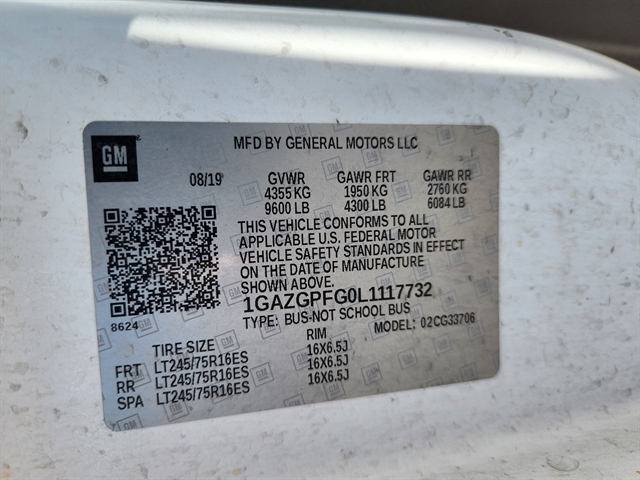 GM
MFD BY GENERAL MOTORS LLC
08/19 GVWR GAWR FRT GAWR RR
4355 KG 1950 KG 2760 KG
9600 LB 4300 LB 6084 LB
THIS VEHICLE CONFORMS TO ALL
APPLICABLE U.S. FEDERAL MOTOR
VEHICLE SAFETY STANDARDS IN EFFECT
ON THE DATE OF MANUFACTURE
SHOWN ABOVE.
1GAZGPFG0L1117732
8624
TYPE: BUS-NOT SCHOOL BUS MODEL: 02CG33706
TIRE SIZE RIM
FRT LT245/75R16ES 16X6.5J
RR LT245/75R16ES 16X6.5J
SPA LT245/75R16ES 16X6.5J